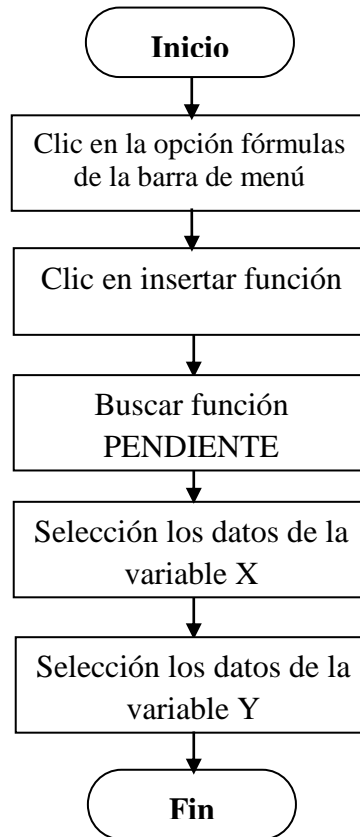 Inicio
Clic en la opción fórmulas
de la barra de menú
Clic en insertar función
Buscar función
PENDIENTE
Selección los datos de la
variable X
Selección los datos de la
variable Y
Fin